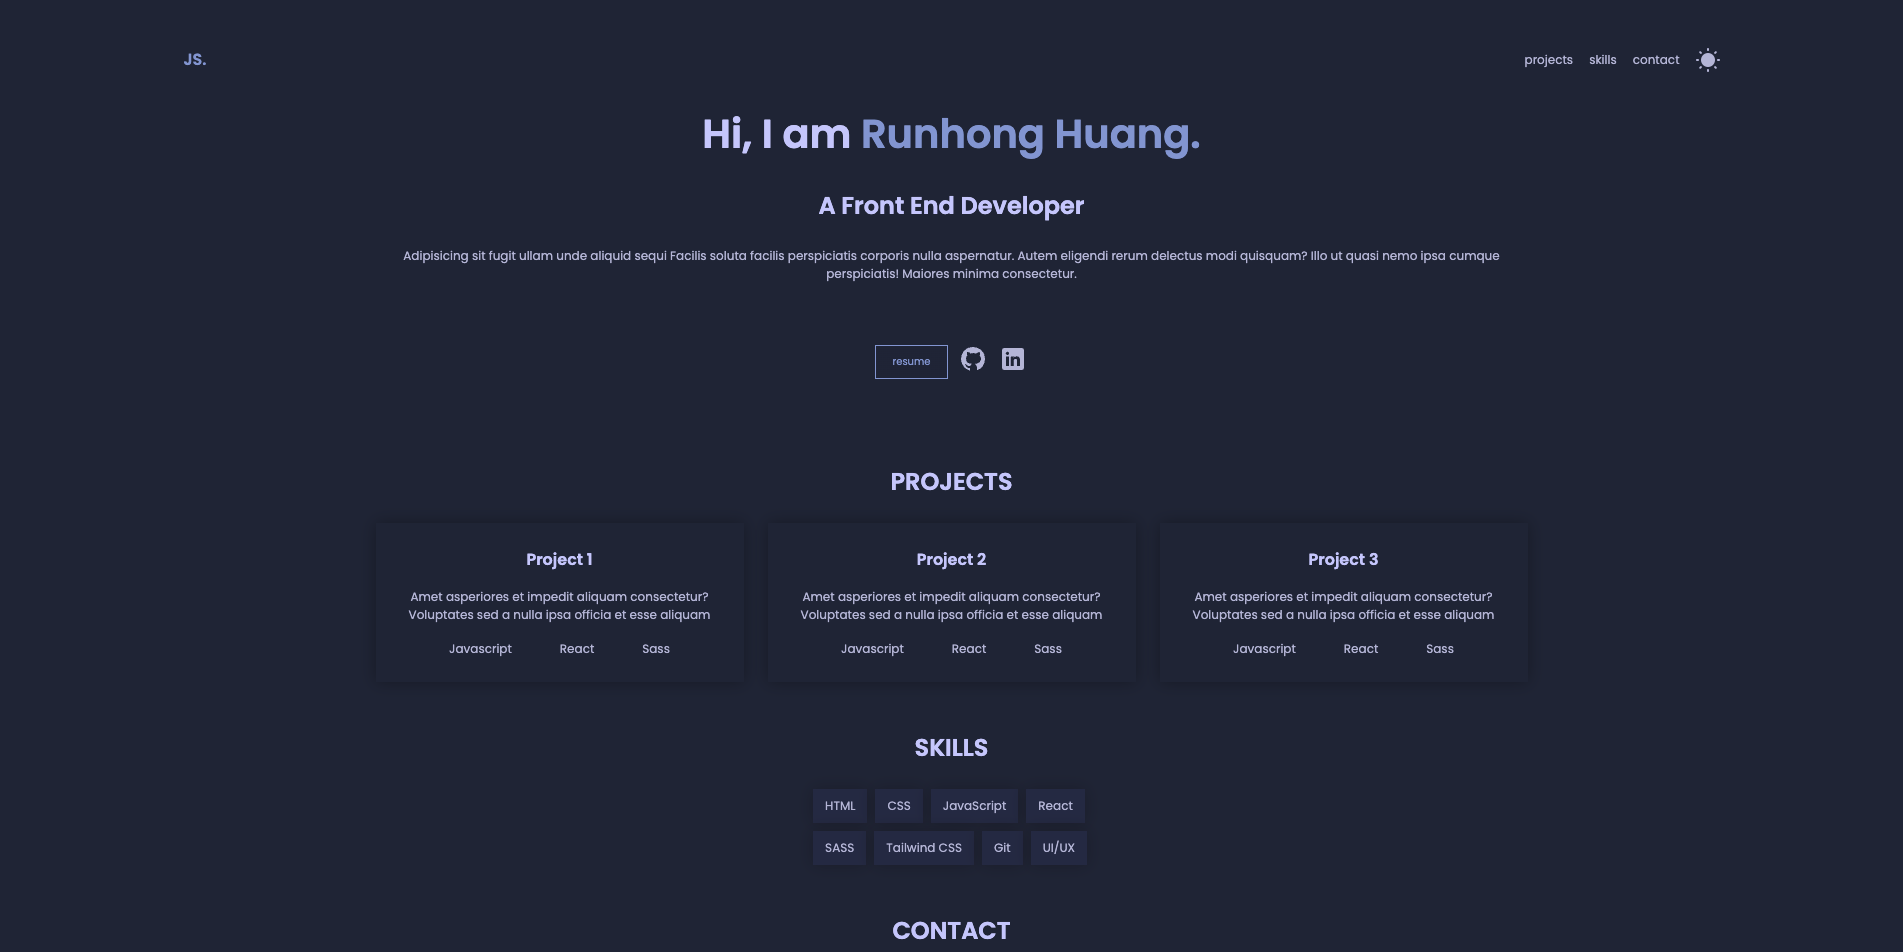 JS.
projects skills contact
Hi, I am Runhong Huang.
A Front End Developer
Adipisicing sit fugit ullam unde aliquid sequi Facilis soluta facilis perspiciatis corporis nulla aspernatur. Autem eligendi rerum delectus modi quisquam? Illo ut quasi nemo ipsa cumque
perspiciatis! Maiores minima consectetur.
resume
in
PROJECTS
Project 1
Amet asperiores et impedit aliquam consectetur?
Voluptates sed a nulla ipsa officia et esse aliquam
Javascript React Sass
Project 2
Amet asperiores et impedit aliquam consectetur?
Voluptates sed a nulla ipsa officia et esse aliquam
Javascript React Sass
Project 3
Amet asperiores et impedit aliquam consectetur?
Voluptates sed a nulla ipsa officia et esse aliquam
Javascript React Sass
SKILLS
HTML CSS JavaScript React
SASS Tailwind CSS Git UI/UX
CONTACT